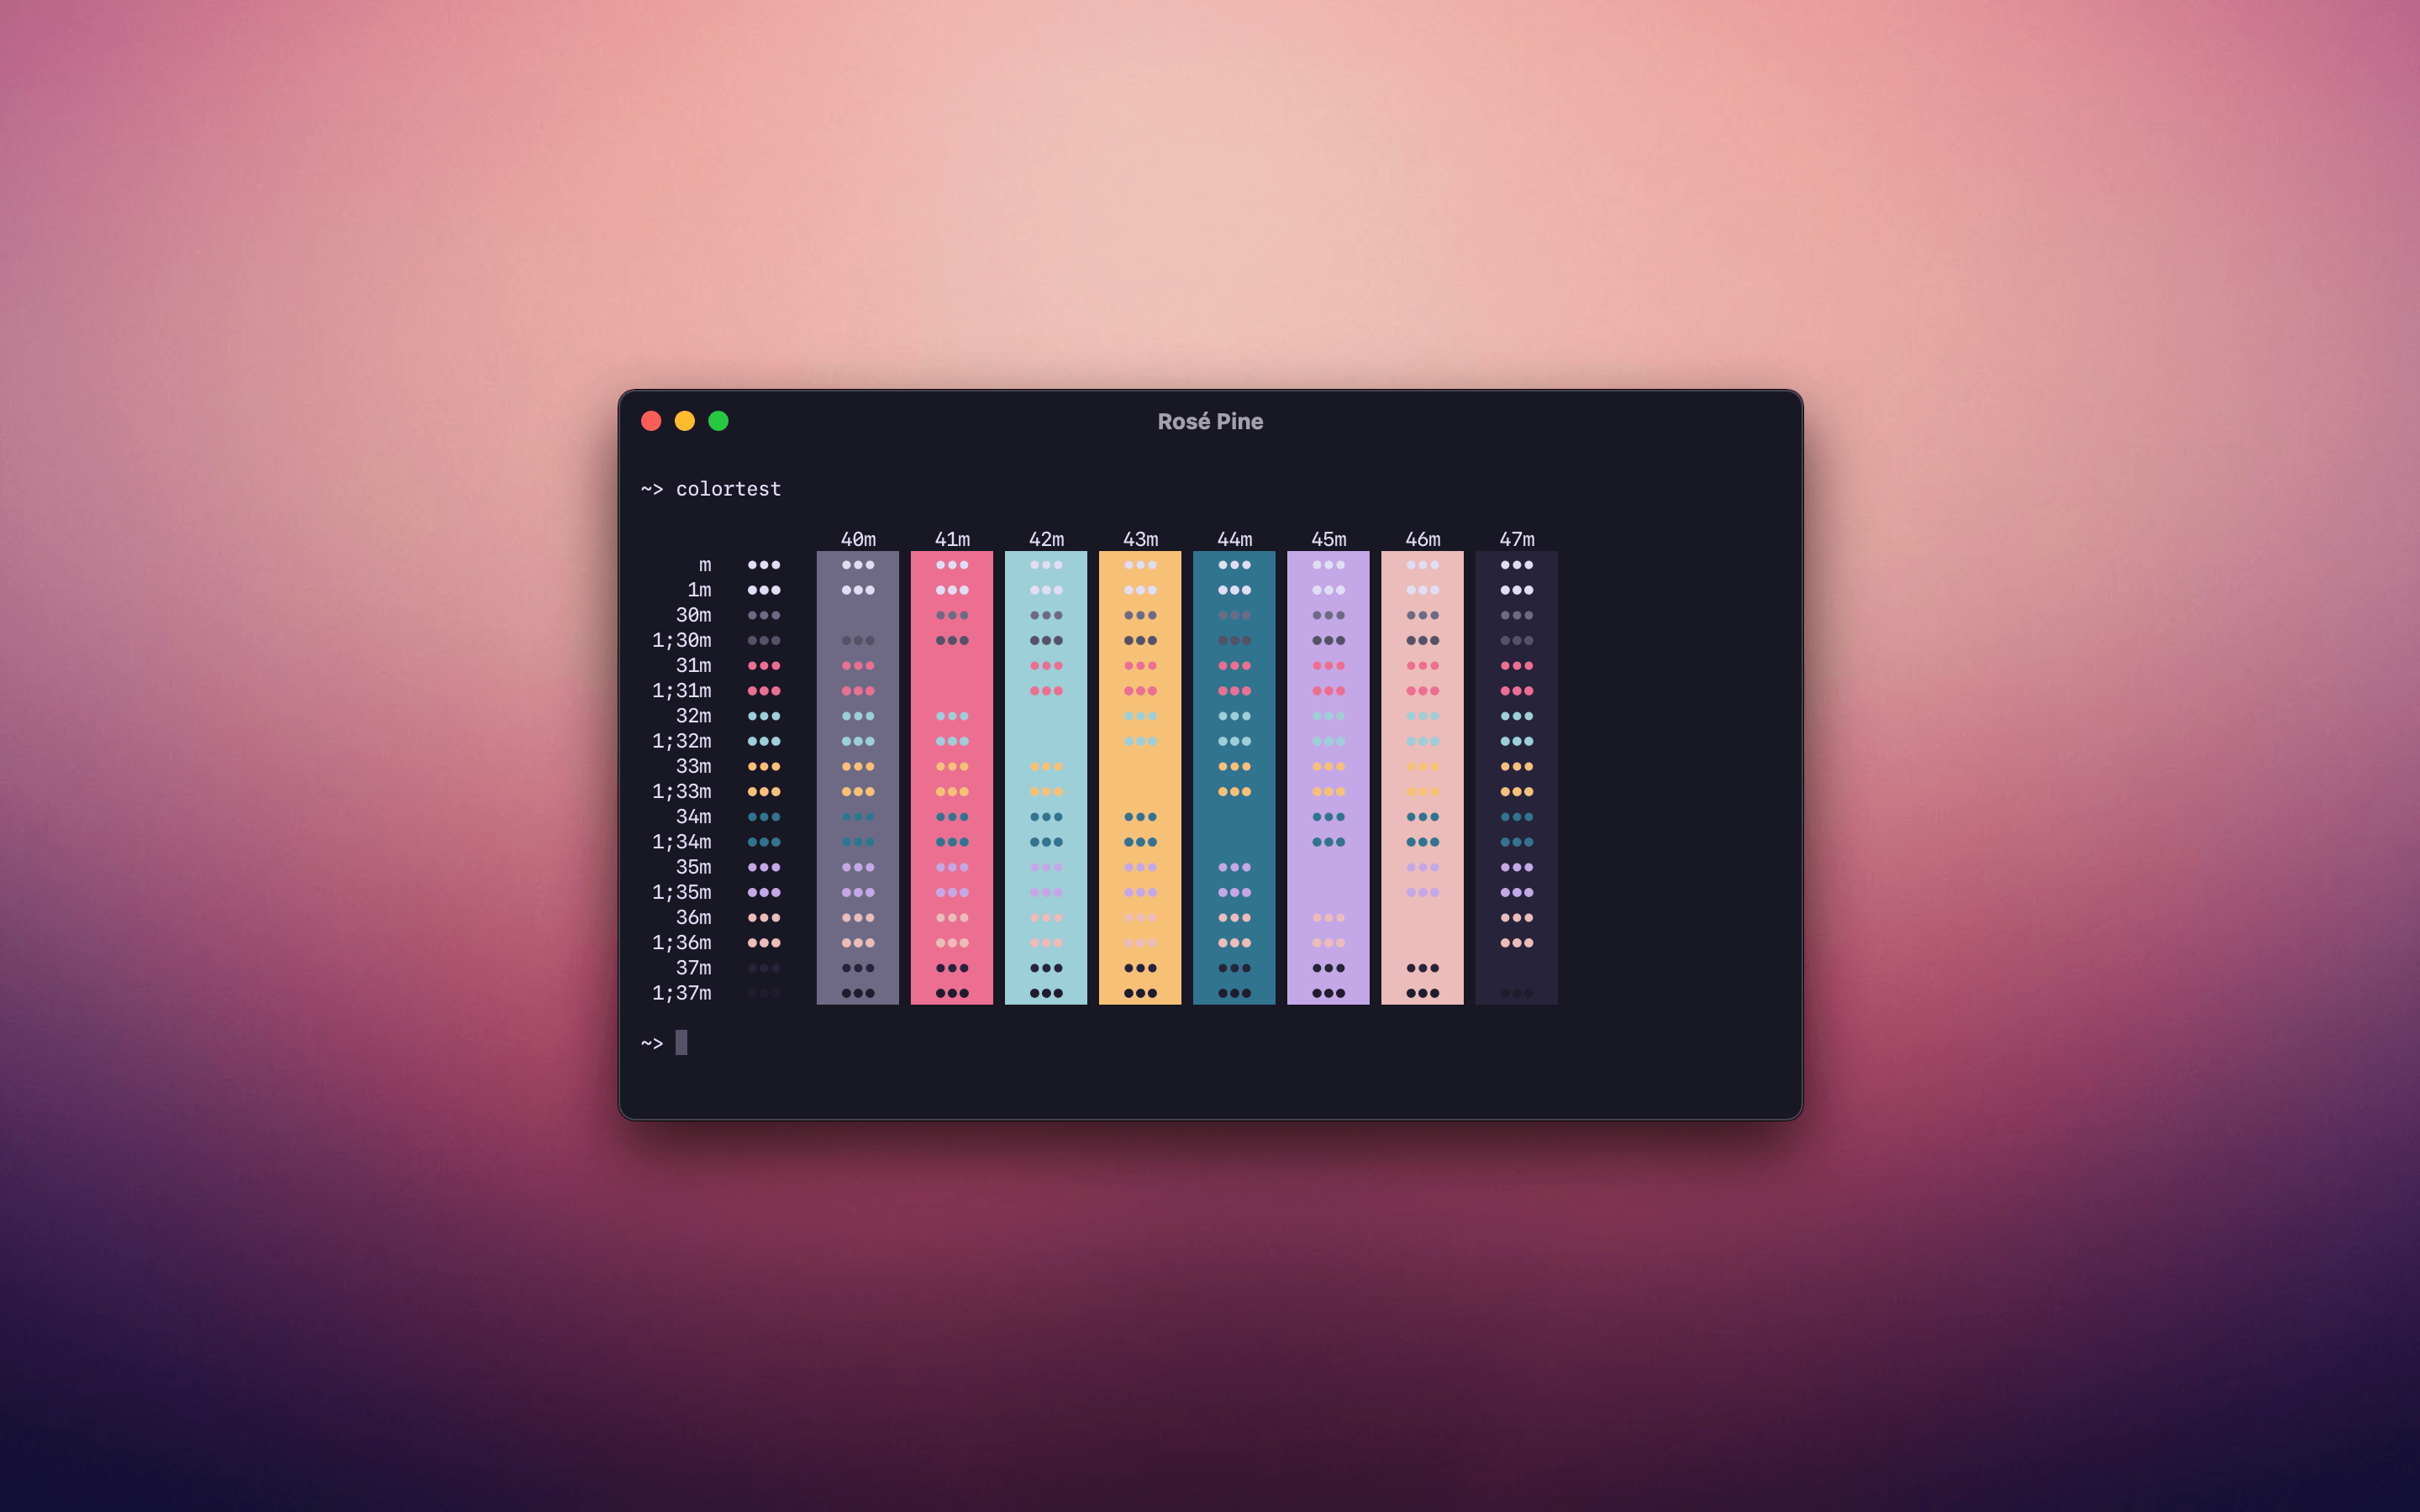 Rosé Pine
~> colortest
40m 41m 42m 43m 44m 45m 46m 47m
m ••• ••• ••• ••• ••• ••• ••• ••• •••
1m ••• ••• ••• ••• ••• ••• ••• ••• •••
30m ••• ••• ••• ••• ••• ••• ••• •••
1;30m ••• ••• ••• ••• ••• ••• ••• ••• •••
31m ••• ••• ••• ••• ••• ••• ••• •••
1;31m ••• ••• ••• ••• ••• ••• ••• •••
32m ••• ••• ••• ••• ••• ••• ••• •••
1;32m ••• ••• ••• ••• ••• ••• ••• •••
33m ••• ••• ••• ••• ••• ••• ••• •••
1;33m ••• ••• ••• ••• ••• ••• ••• •••
34m ••• ••• ••• ••• ••• ••• ••• •••
1;34m ••• ••• ••• ••• ••• ••• ••• •••
35m ••• ••• ••• ••• ••• ••• ••• •••
1;35m ••• ••• ••• ••• ••• ••• ••• •••
36m ••• ••• ••• ••• ••• ••• ••• •••
1;36m ••• ••• ••• ••• ••• ••• ••• •••
37m ••• ••• ••• ••• ••• ••• ••• •••
1;37m ••• ••• ••• ••• ••• ••• ••• ••• •••
~>